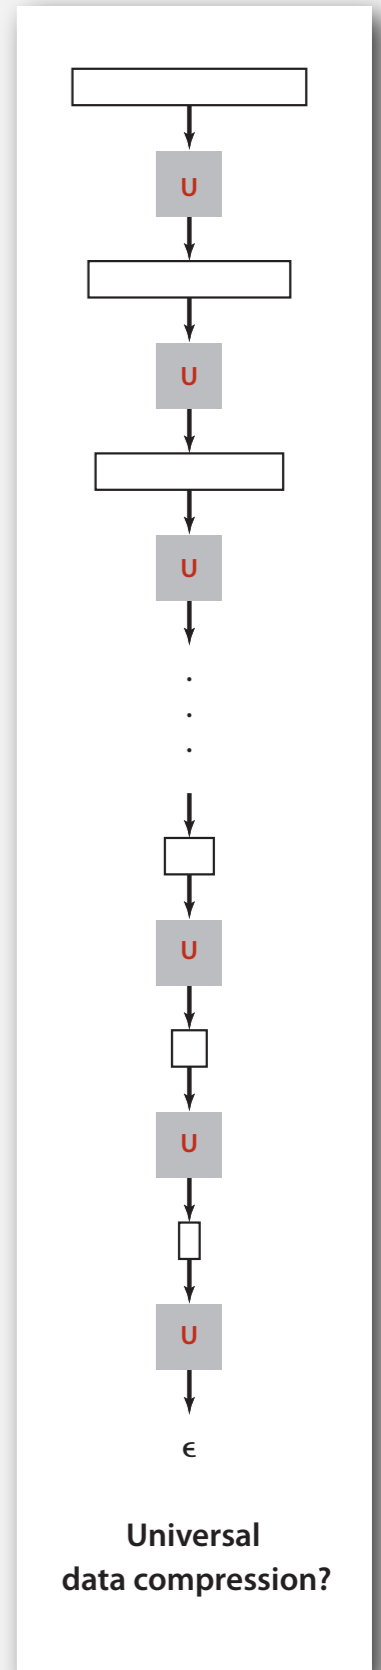 U
U
U
.
.
.
U
U
U
ϵ
Universal
data compression?